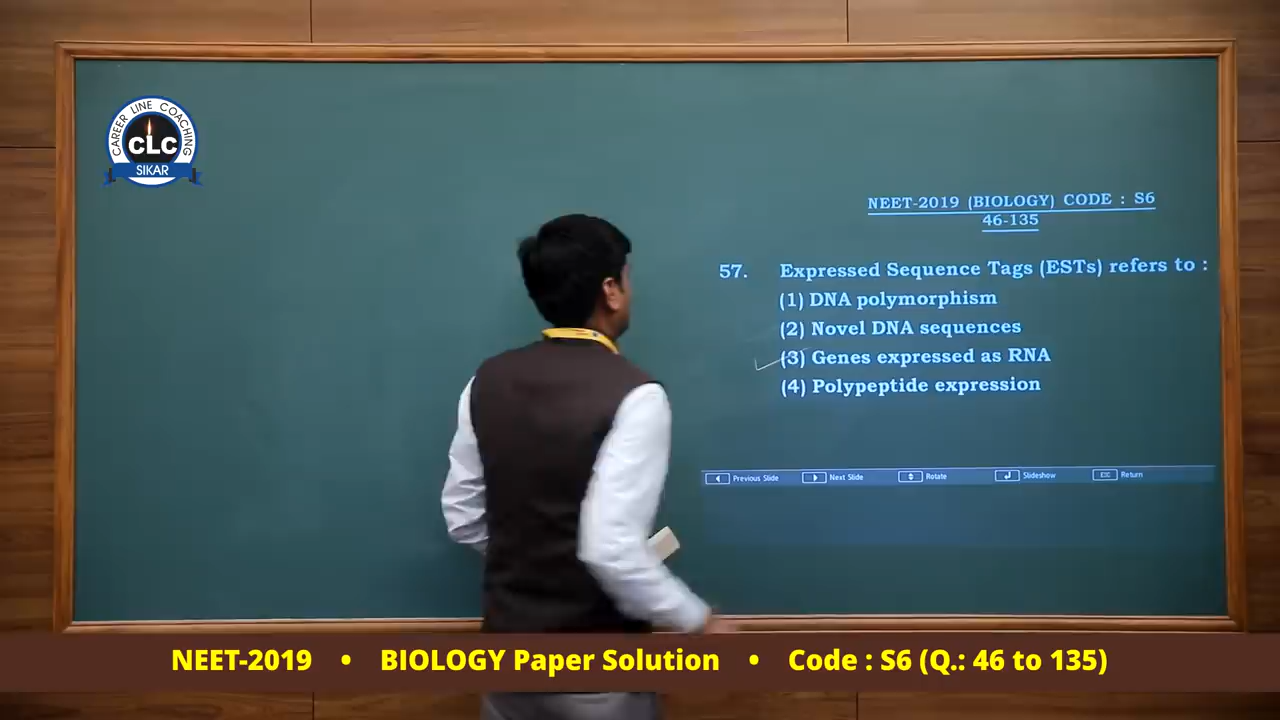 CAREER LINE COACHING
CLC
SIKAR
NEET-2019 (BIOLOGY) CODE : S6
46-135
57. Expressed Sequence Tags (ESTs) refers to :
(1) DNA polymorphism
(2) Novel DNA sequences
(3) Genes expressed as RNA
(4) Polypeptide expression
Previous Slide Next Slide Rotate Slideshow ESC Return
NEET-2019 • BIOLOGY Paper Solution • Code : S6 (Q.: 46 to 135)